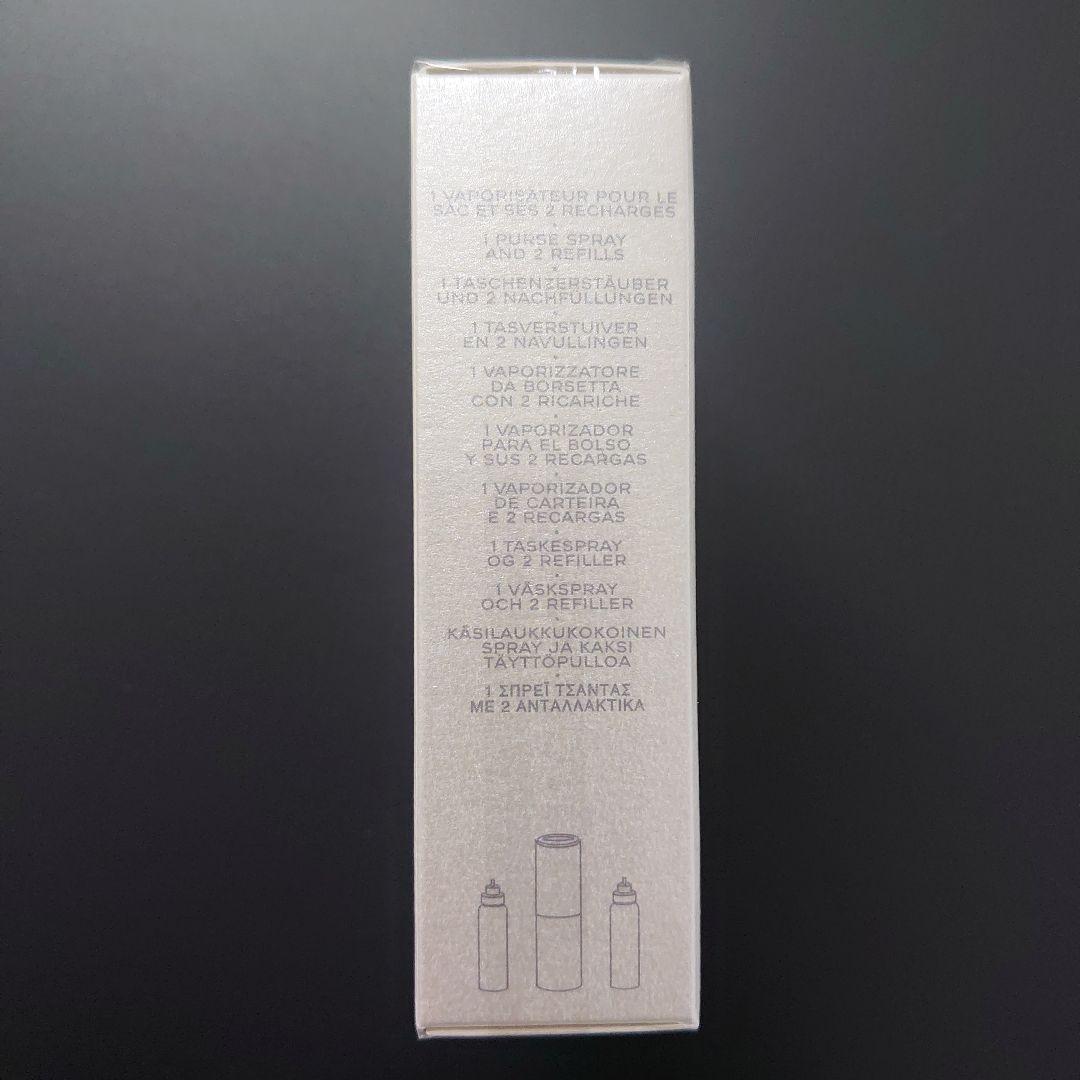 1 VAPORISATEUR POUR LE
SAC ET SES 2 RECHARGES
•
1 PURSE SPRAY
AND 2 REFILLS
•
1 TASCHENZERSTÄUBER
UND 2 NACHFÜLLUNGEN
•
1 TASVERSTUIVER
EN 2 NAVULLINGEN
•
1 VAPORIZZATORE
DA BORSETTA
CON 2 RICARICHE
•
1 VAPORIZADOR
PARA EL BOLSO
Y SUS 2 RECARGAS
•
1 VAPORIZADOR
DE CARTEIRA
E 2 RECARGAS
•
1 TASKESPRAY
OG 2 REFILLER
•
1 VÄSKSPRAY
OCH 2 REFILLER
•
KÄSILAUKKUKOKOINEN
SPRAY JA KAKSI
TÄYTTÖPULLOA
•
1 ΣΠΡΕΪ ΤΣΑΝΤΑΣ
ΜΕ 2 ΑΝΤΑΛΛΑΚΤΙΚΑ